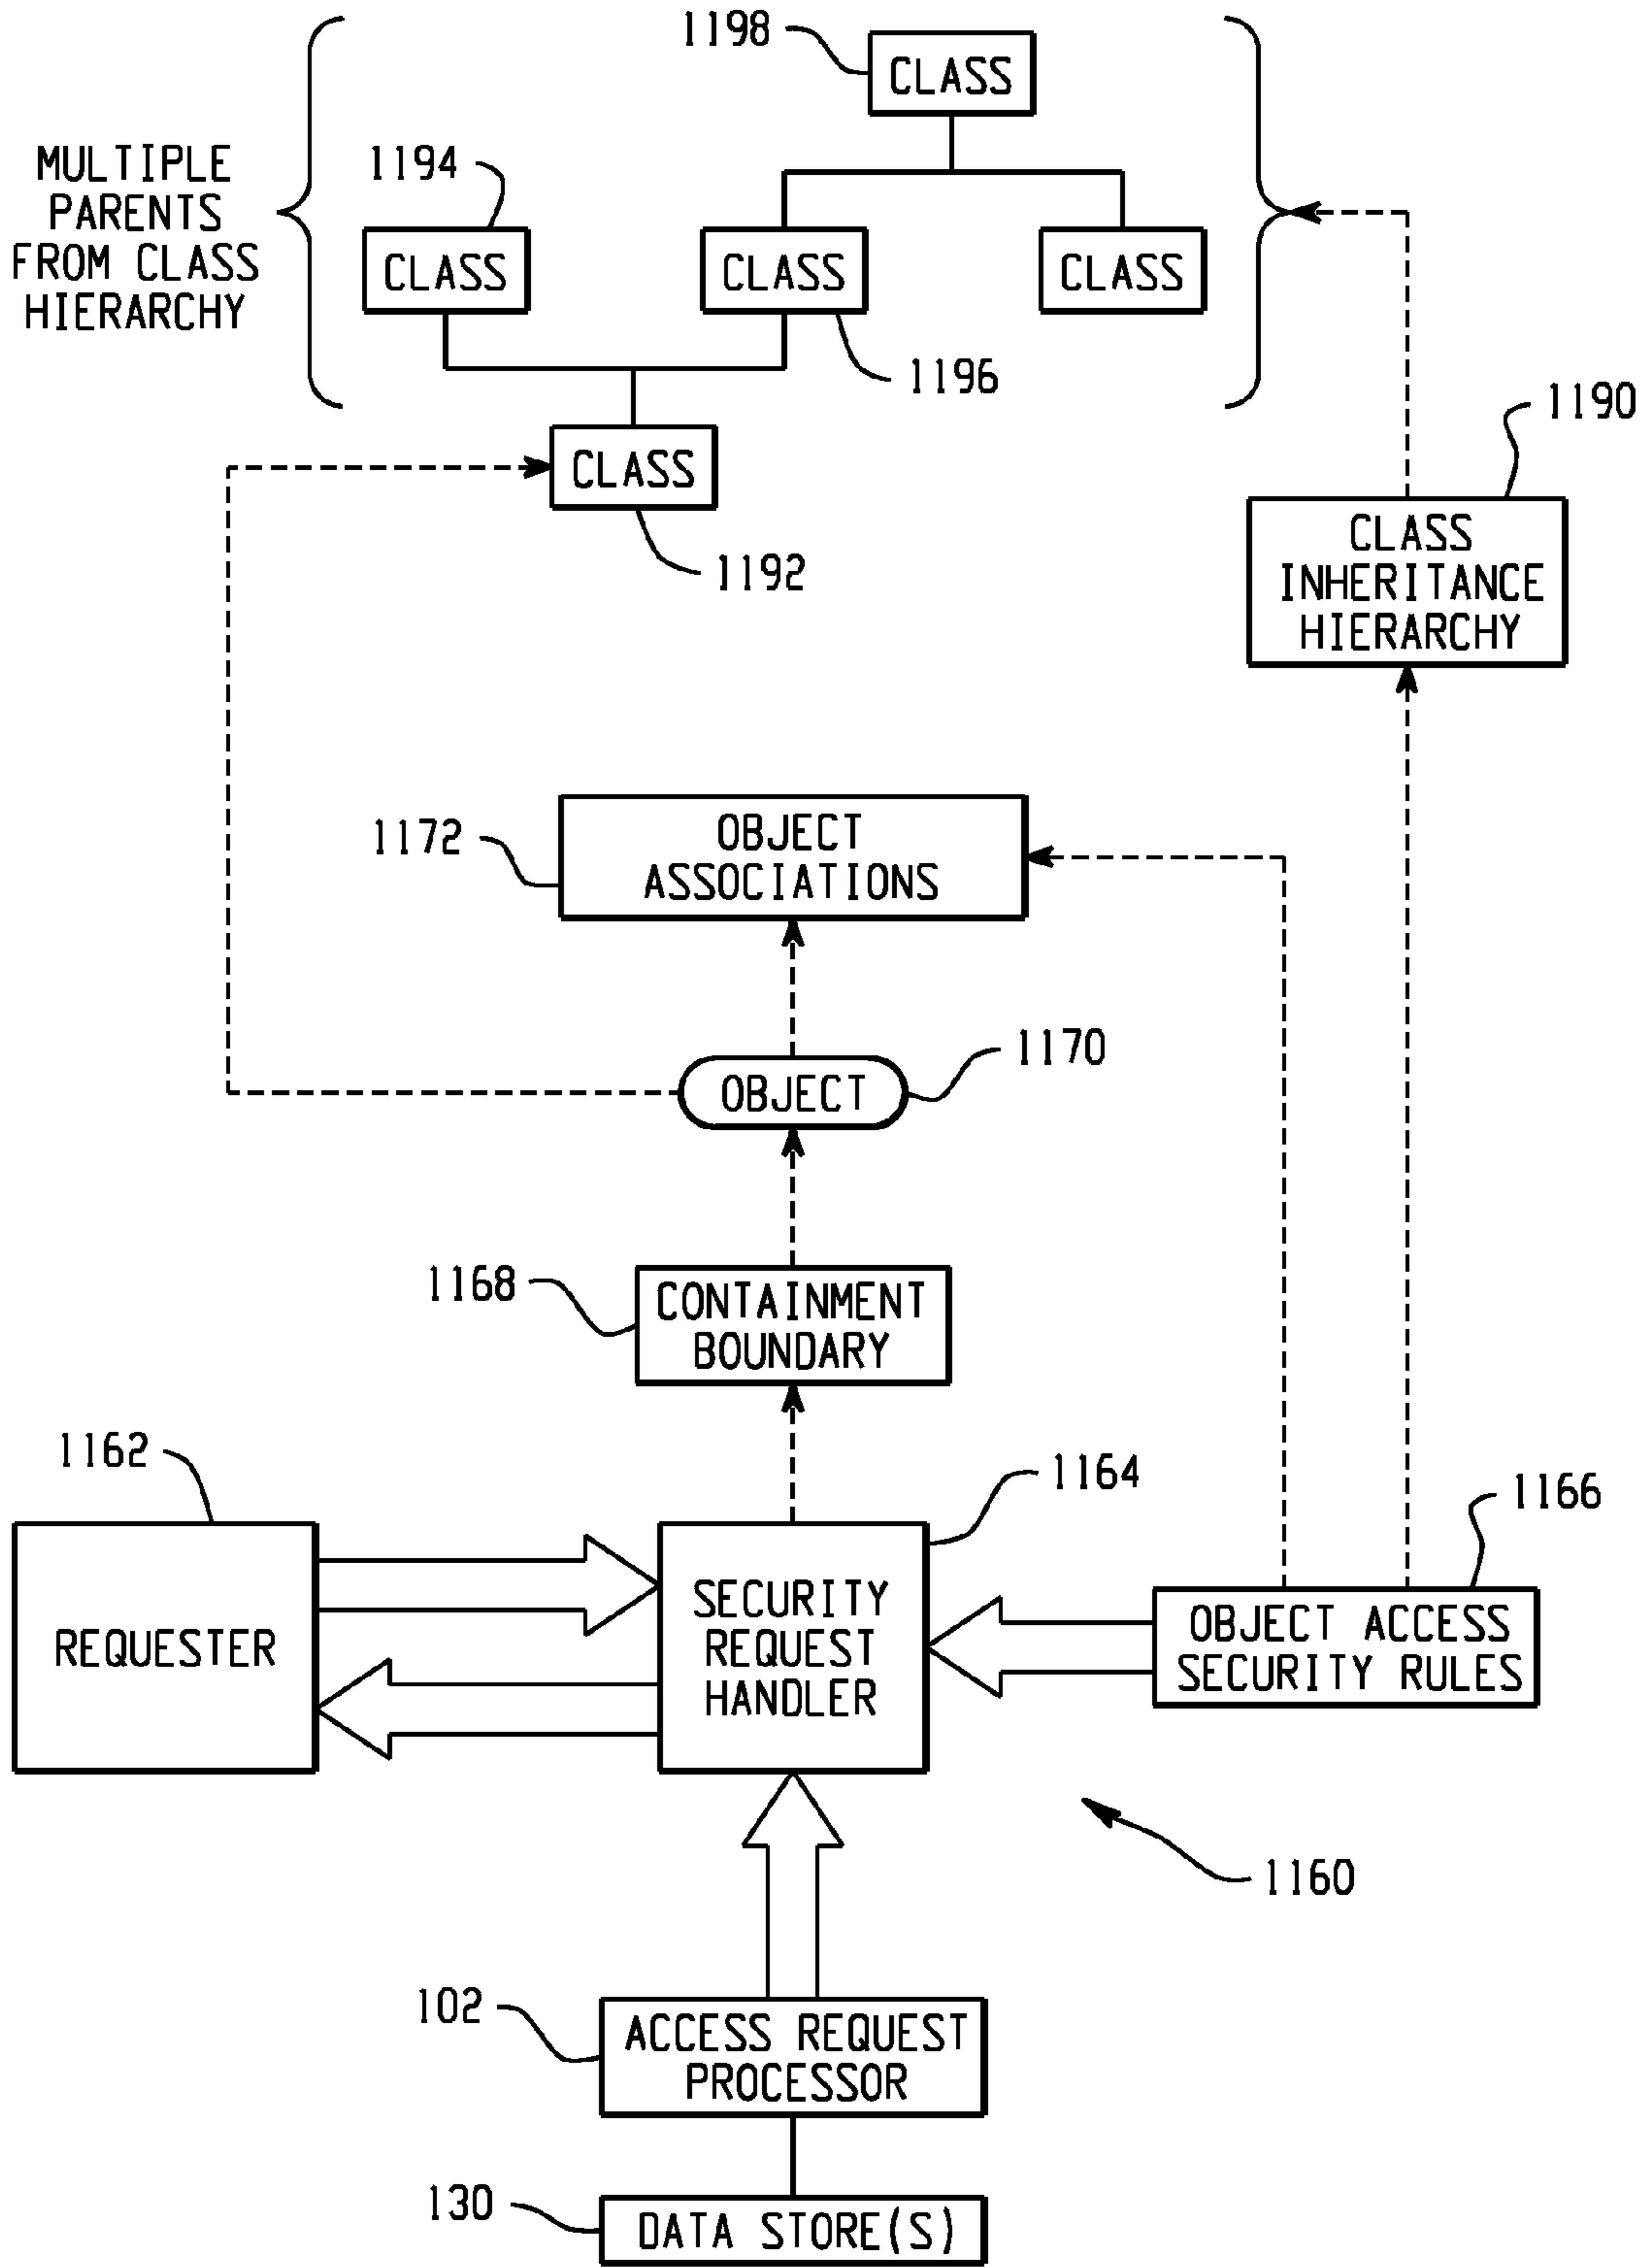 1198
CLASS
MULTIPLE
PARENTS
FROM CLASS
HIERARCHY
1194
CLASS
CLASS
CLASS
1196
1190
CLASS
1192
CLASS
INHERITANCE
HIERARCHY
1172
OBJECT
ASSOCIATIONS
1170
OBJECT
1168
CONTAINMENT
BOUNDARY
1162
1164
1166
REQUESTER
SECURITY
REQUEST
HANDLER
OBJECT ACCESS
SECURITY RULES
1160
102
ACCESS REQUEST
PROCESSOR
130
DATA STORE(S)